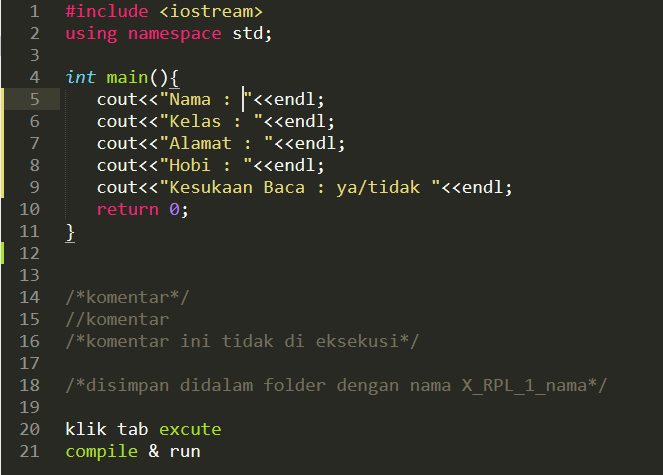 1 #include <iostream>
2 using namespace std;
3
4 int main(){
5 cout<<"Nama : "<<endl;
6 cout<<"Kelas : "<<endl;
7 cout<<"Alamat : "<<endl;
8 cout<<"Hobi : "<<endl;
9 cout<<"Kesukaan Baca : ya/tidak "<<endl;
10 return 0;
11 }
12
13
14 /*komentar*/
15 //komentar
16 /*komentar ini tidak di eksekusi*/
17
18 /*disimpan didalam folder dengan nama X_RPL_1_nama*/
19
20 klik tab excute
21 compile & run